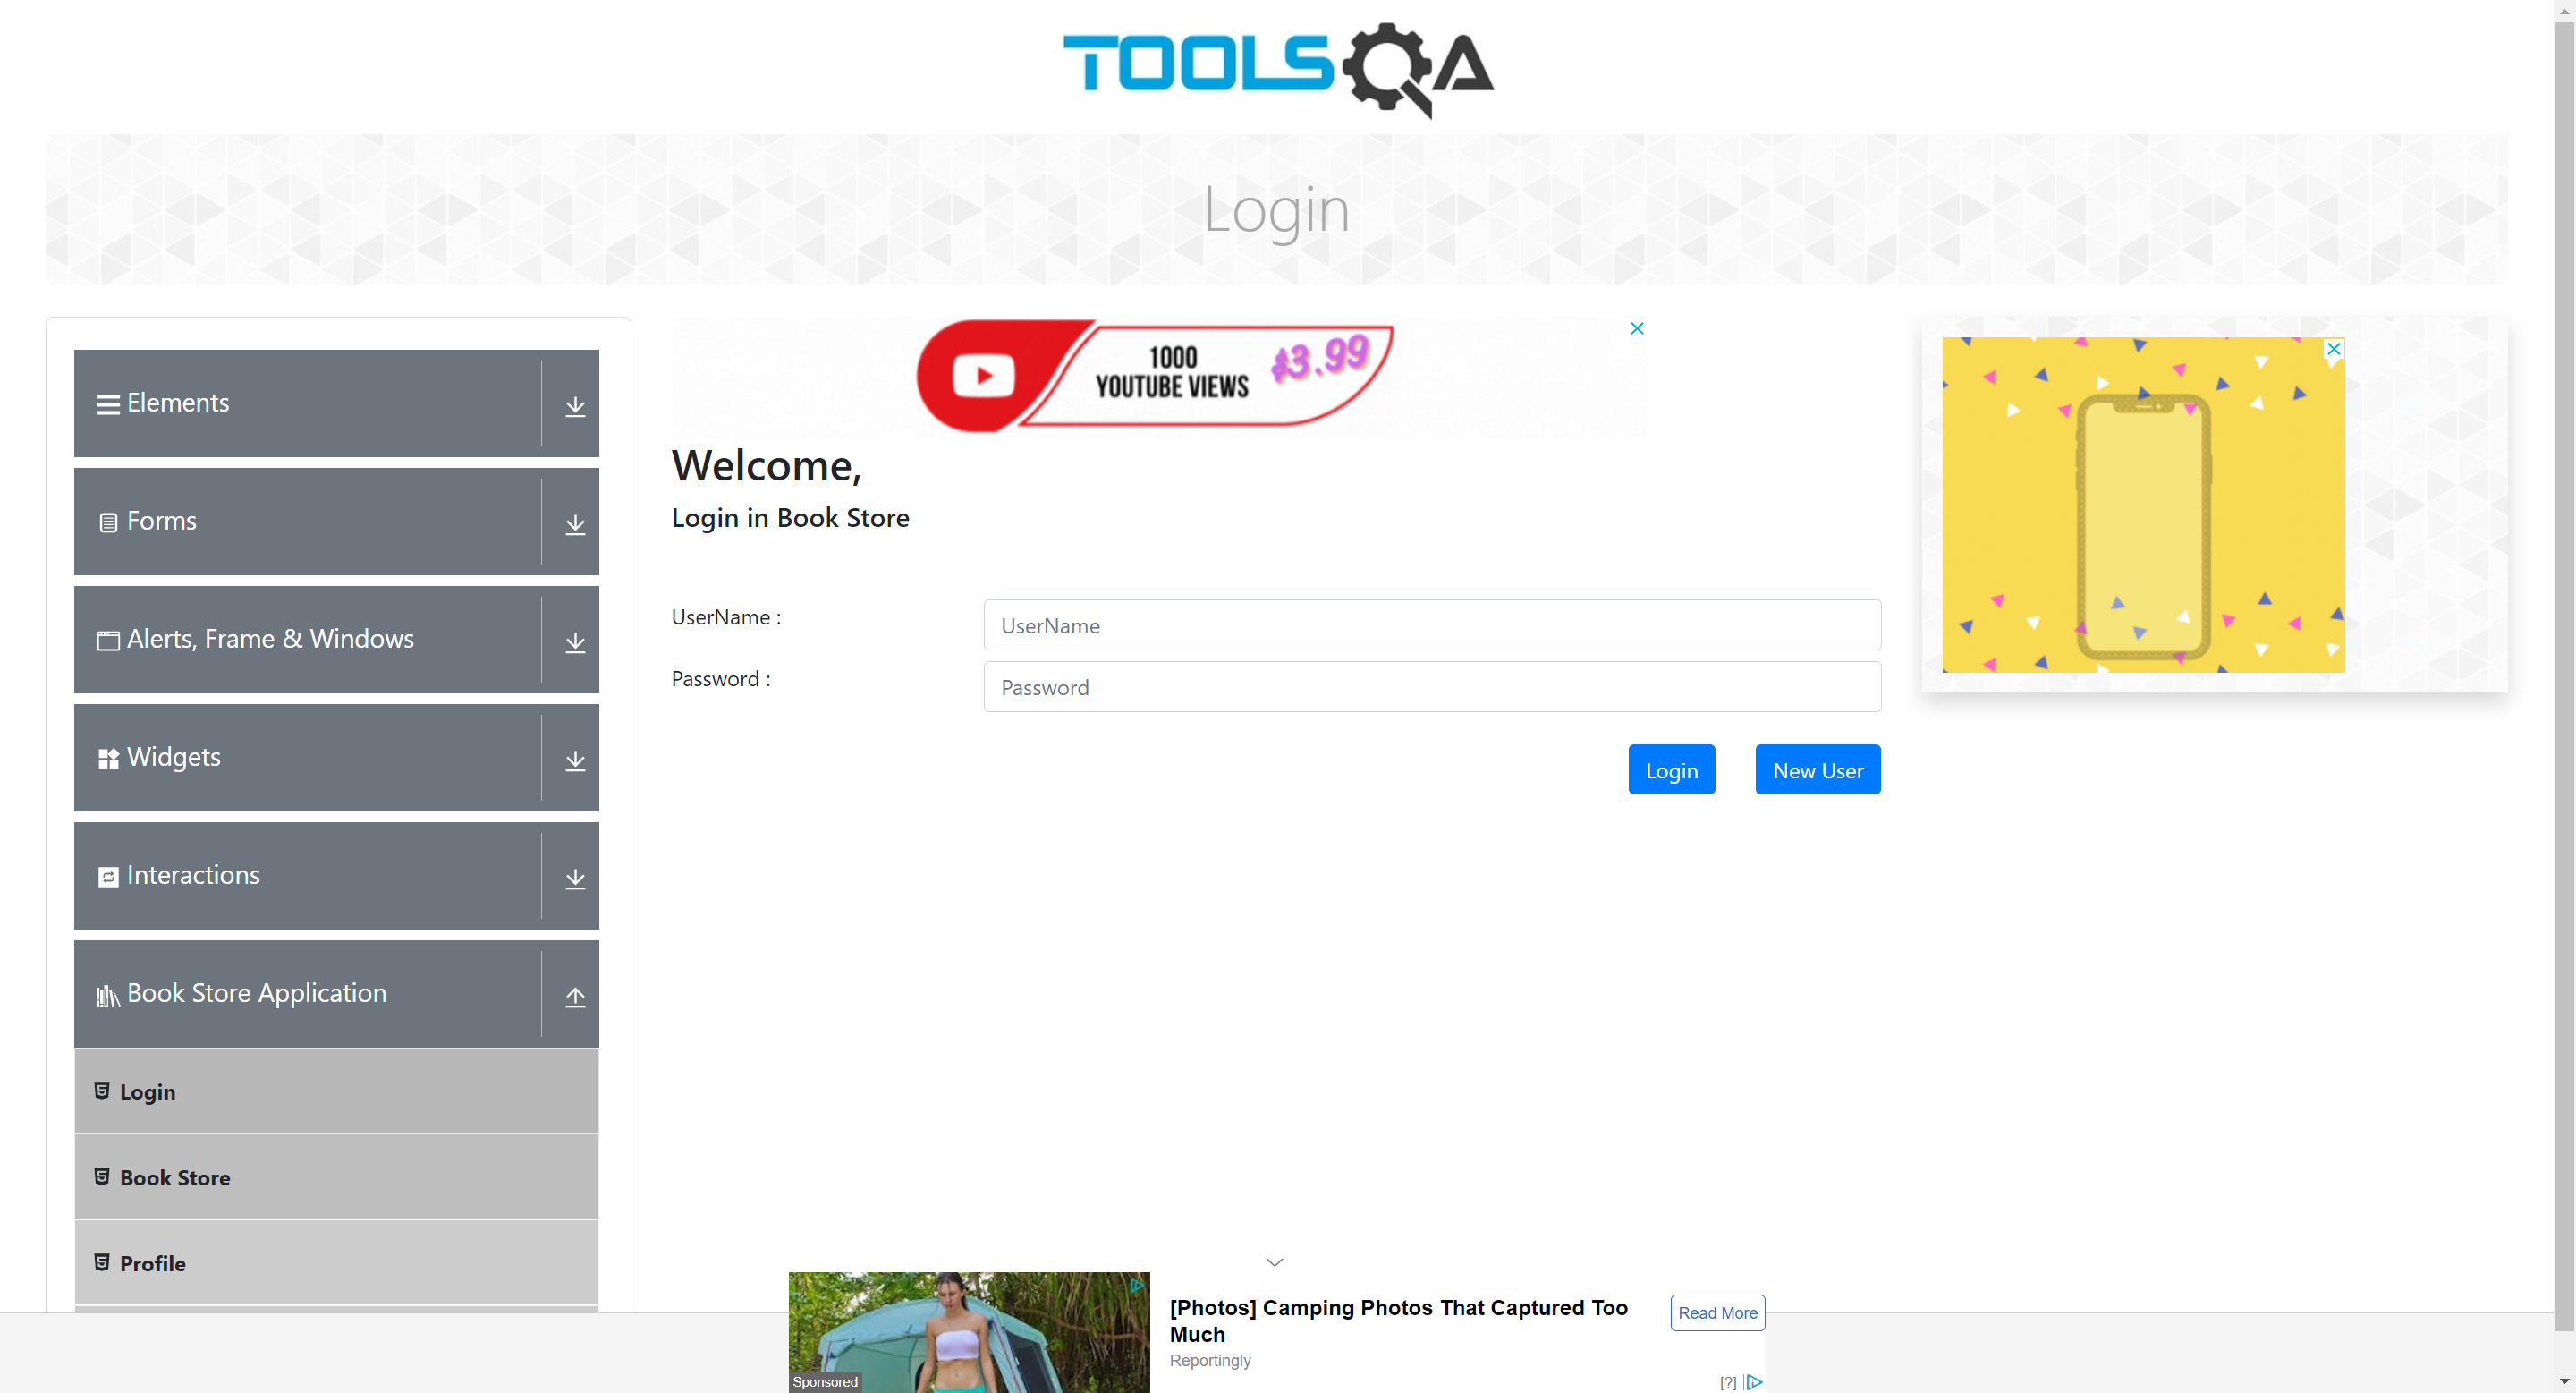 TOOLSQA
Login
Elements
Forms
Alerts, Frame & Windows
Widgets
Interactions
Book Store Application
Login
Book Store
Profile
1000
YOUTUBE VIEWS
$3.99
Welcome,
Login in Book Store
UserName :
UserName
Password :
Password
Login
New User
Sponsored
[Photos] Camping Photos That Captured Too
Much
Reportingly
Read More
[?]